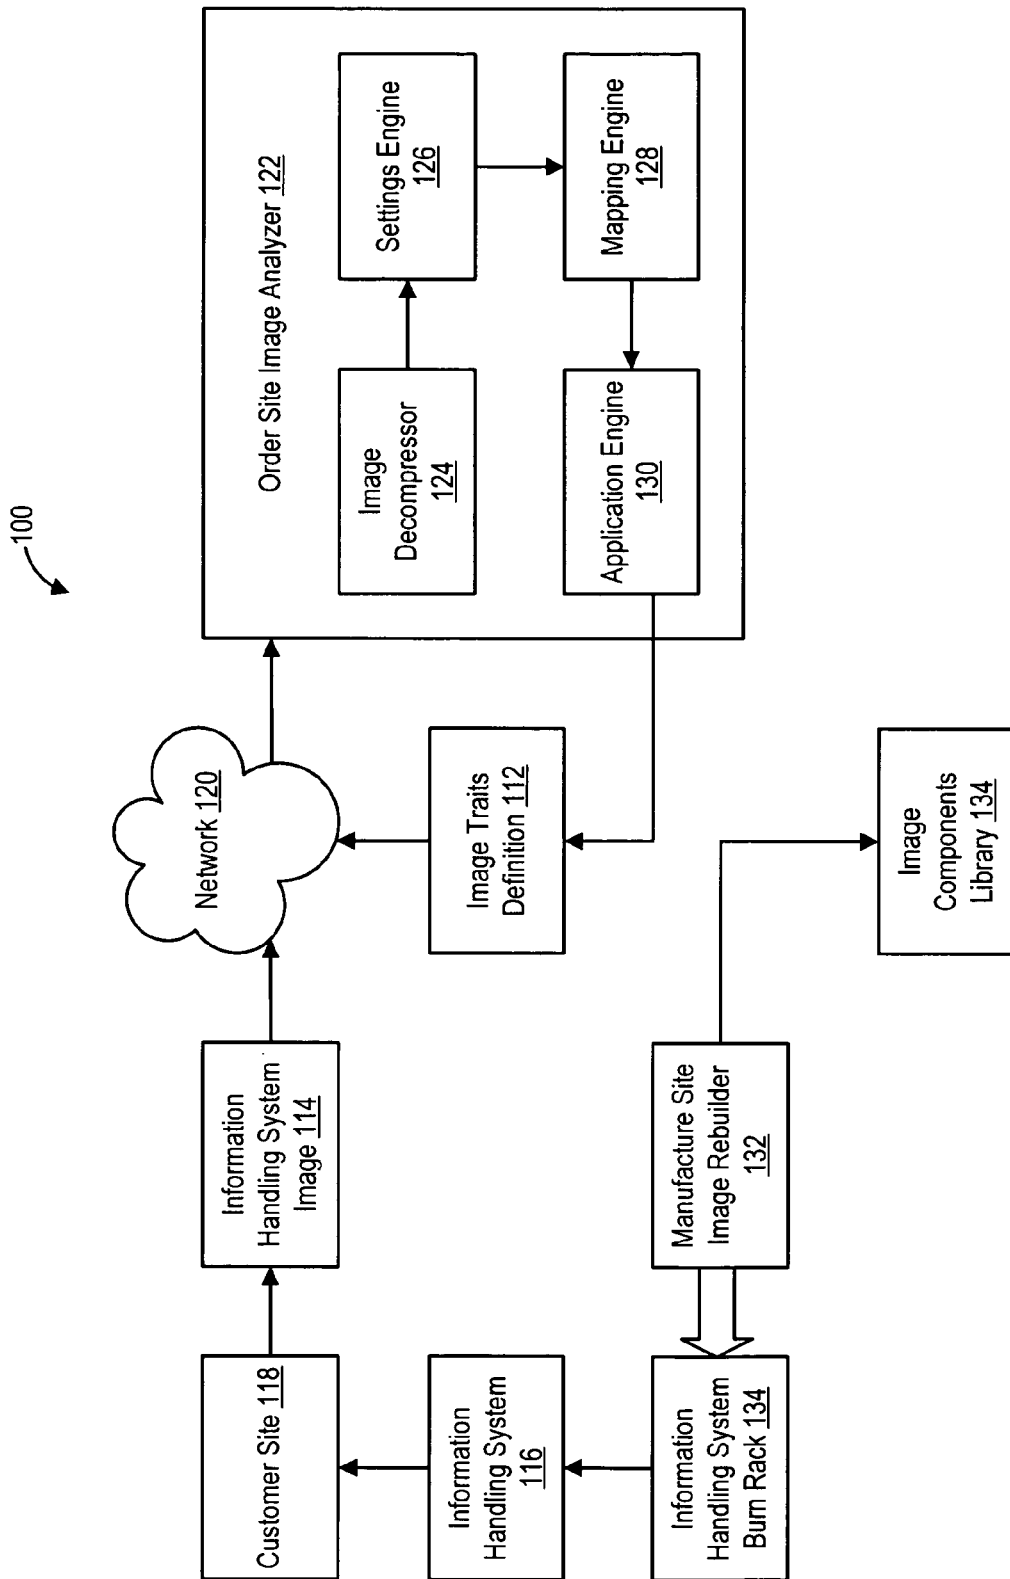 100
Order Site Image Analyzer 122
Image
Decompressor
124
Settings Engine
126
Application Engine
130
Mapping Engine
128
Network 120
Image Traits
Definition 112
Image
Components
Library 134
Information
Handling System
Image 114
Manufacture Site
Image Rebuilder
132
Customer Site 118
Information
Handling System
116
Information
Handling System
Burn Rack 134